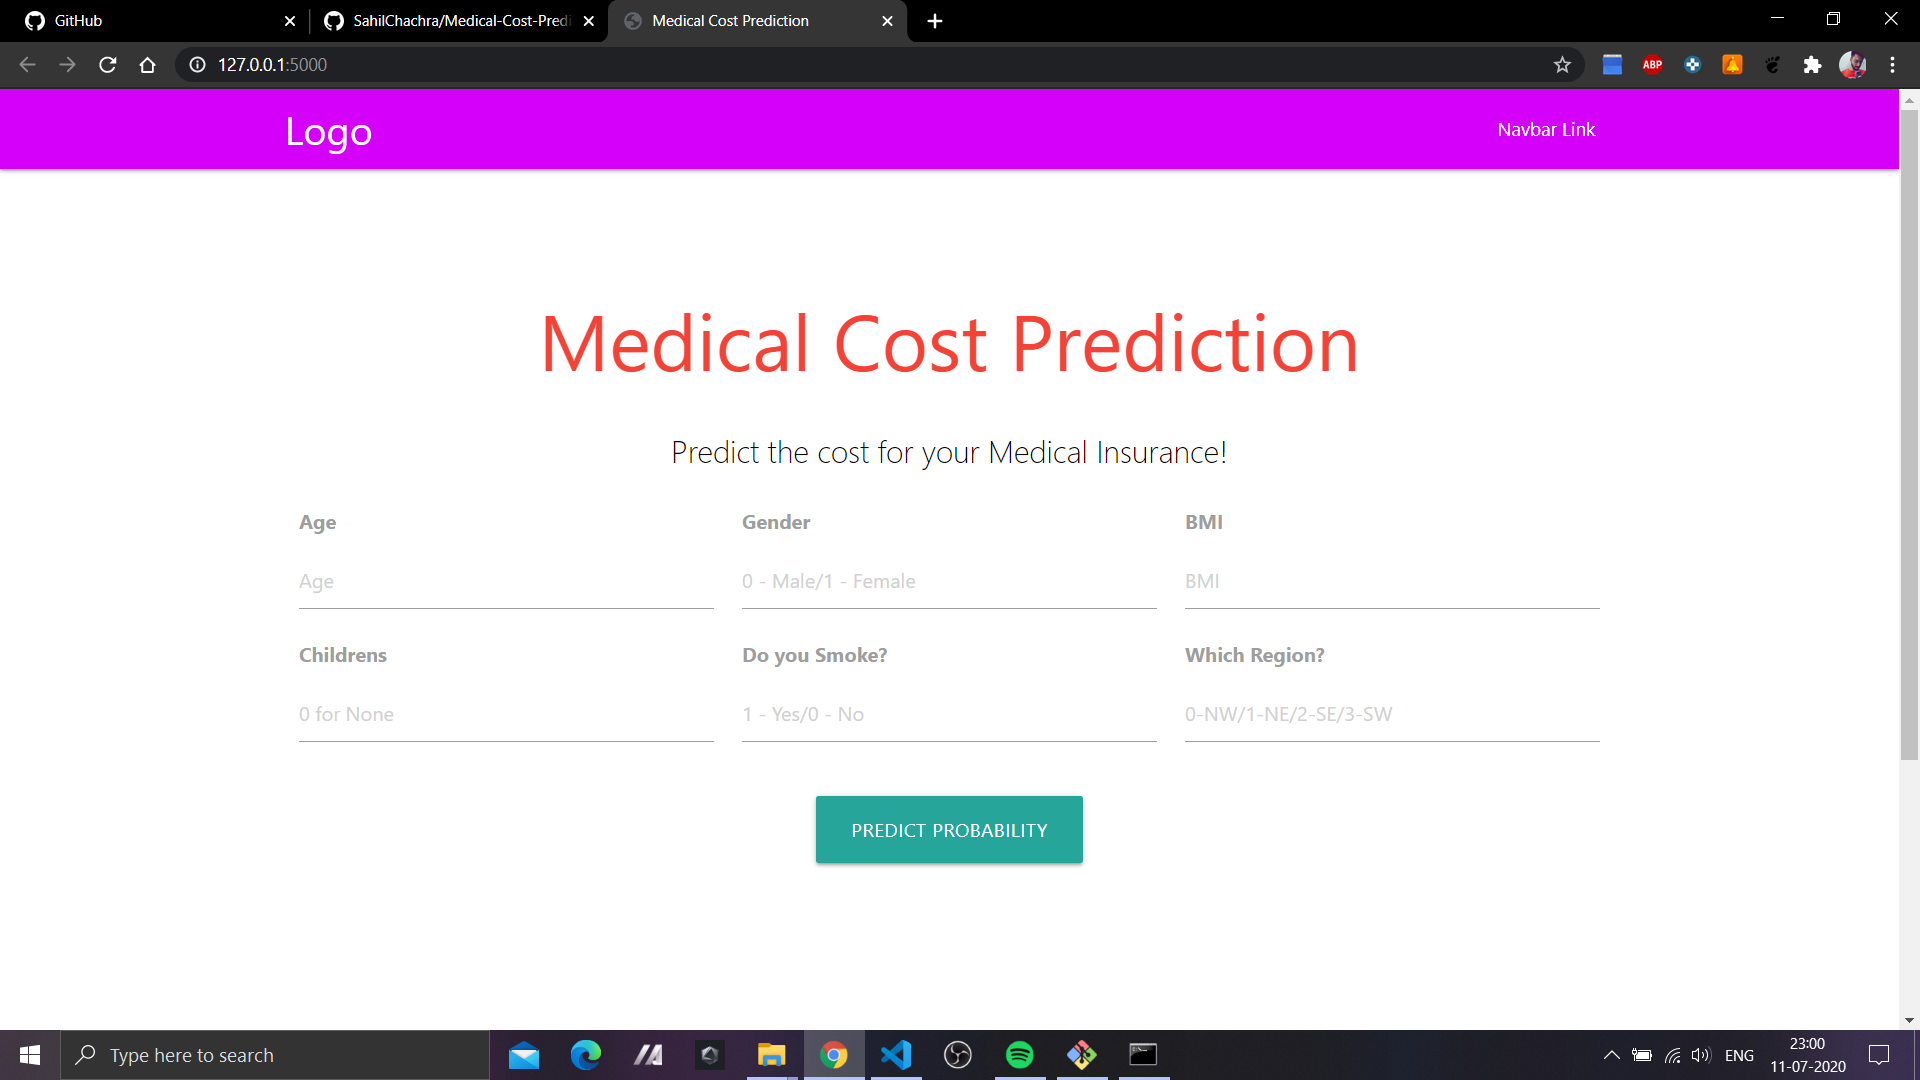 GitHub
SahilChachra/Medical-Cost-Predi
Medical Cost Prediction
127.0.0.1:5000
ABP
Logo
Navbar Link
Medical Cost Prediction
Predict the cost for your Medical Insurance!
Age
Gender
BMI
Age
0 - Male/1 - Female
BMI
Childrens
Do you Smoke?
Which Region?
0 for None
1 - Yes/0 - No
0-NW/1-NE/2-SE/3-SW
PREDICT PROBABILITY
Type here to search
ENG
23:00
11-07-2020